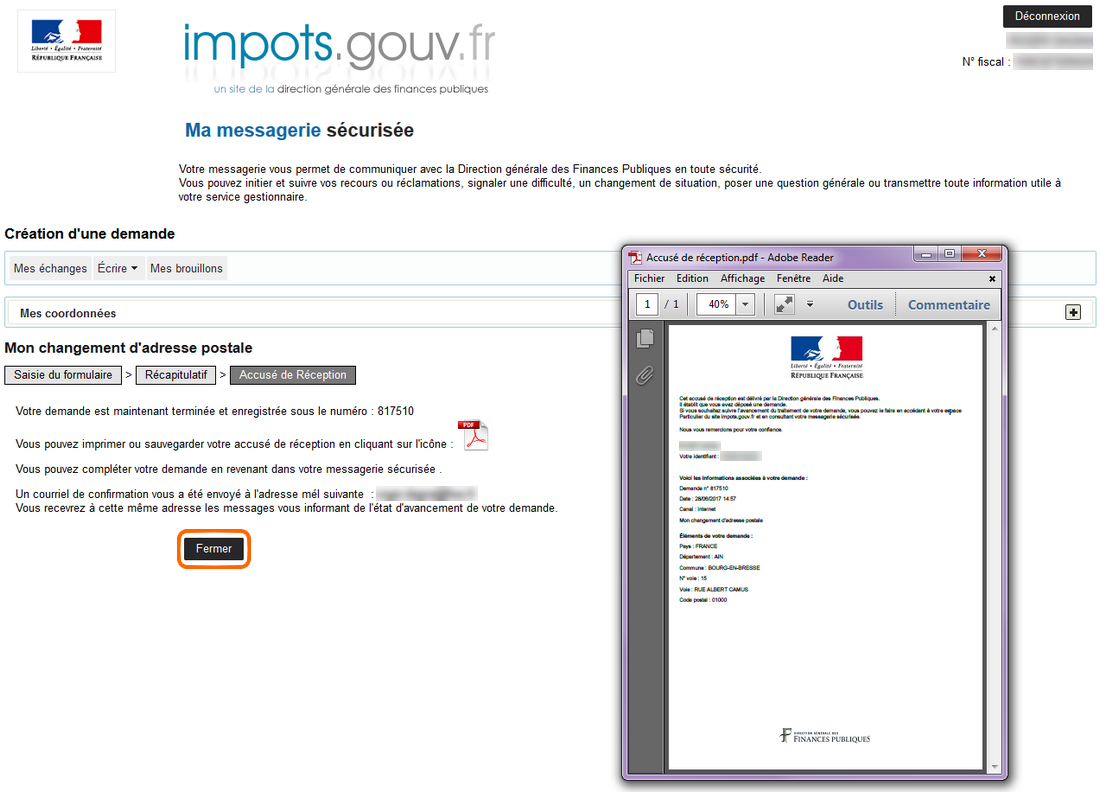 Liberté • Égalité • Fraternité
RÉPUBLIQUE FRANÇAISE
impots.gouv.fr
un site de la direction générale des finances publiques
Déconnexion
N° fiscal :
Ma messagerie sécurisée
Votre messagerie vous permet de communiquer avec la Direction générale des Finances Publiques en toute sécurité.
Vous pouvez initier et suivre vos recours ou réclamations, signaler une difficulté, un changement de situation, poser une question générale ou transmettre toute information utile à
votre service gestionnaire.
Création d'une demande
Mes échanges Écrire Mes brouillons
Mes coordonnées
Mon changement d'adresse postale
Saisie du formulaire > Récapitulatif > Accusé de Réception
Votre demande est maintenant terminée et enregistrée sous le numéro : 817510
Vous pouvez imprimer ou sauvegarder votre accusé de réception en cliquant sur l'icône :
PDF
Vous pouvez compléter votre demande en revenant dans votre messagerie sécurisée .
Un courriel de confirmation vous a été envoyé à l'adresse mél suivante :
Vous recevrez à cette même adresse les messages vous informant de l'état d'avancement de votre demande.
Fermer
Accusé de réception.pdf - Adobe Reader
Fichier Edition Affichage Fenêtre Aide
1 / 1 40% Outils Commentaire
Liberté • Égalité • Fraternité
RÉPUBLIQUE FRANÇAISE
Cet accusé de réception est délivré par la Direction générale des Finances Publiques.
Il établit que vous avez déposé une demande.
Si vous souhaitez suivre l'avancement du traitement de votre demande, vous pouvez le faire en accédant à votre espace
Particulier du site impots.gouv.fr et en consultant votre messagerie sécurisée.
Nous vous remercions pour votre confiance.
Votre identifiant :
Voici les informations associées à votre demande :
Demande n° 817510
Date : 28/06/2017 14:57
Canal : Internet
Mon changement d'adresse postale
Éléments de votre demande :
Pays : FRANCE
Département : AIN
Commune : BOURG-EN-BRESSE
N° voie : 15
Voie : RUE ALBERT CAMUS
Code postal : 01000
DIRECTION GÉNÉRALE DES
FINANCES PUBLIQUES